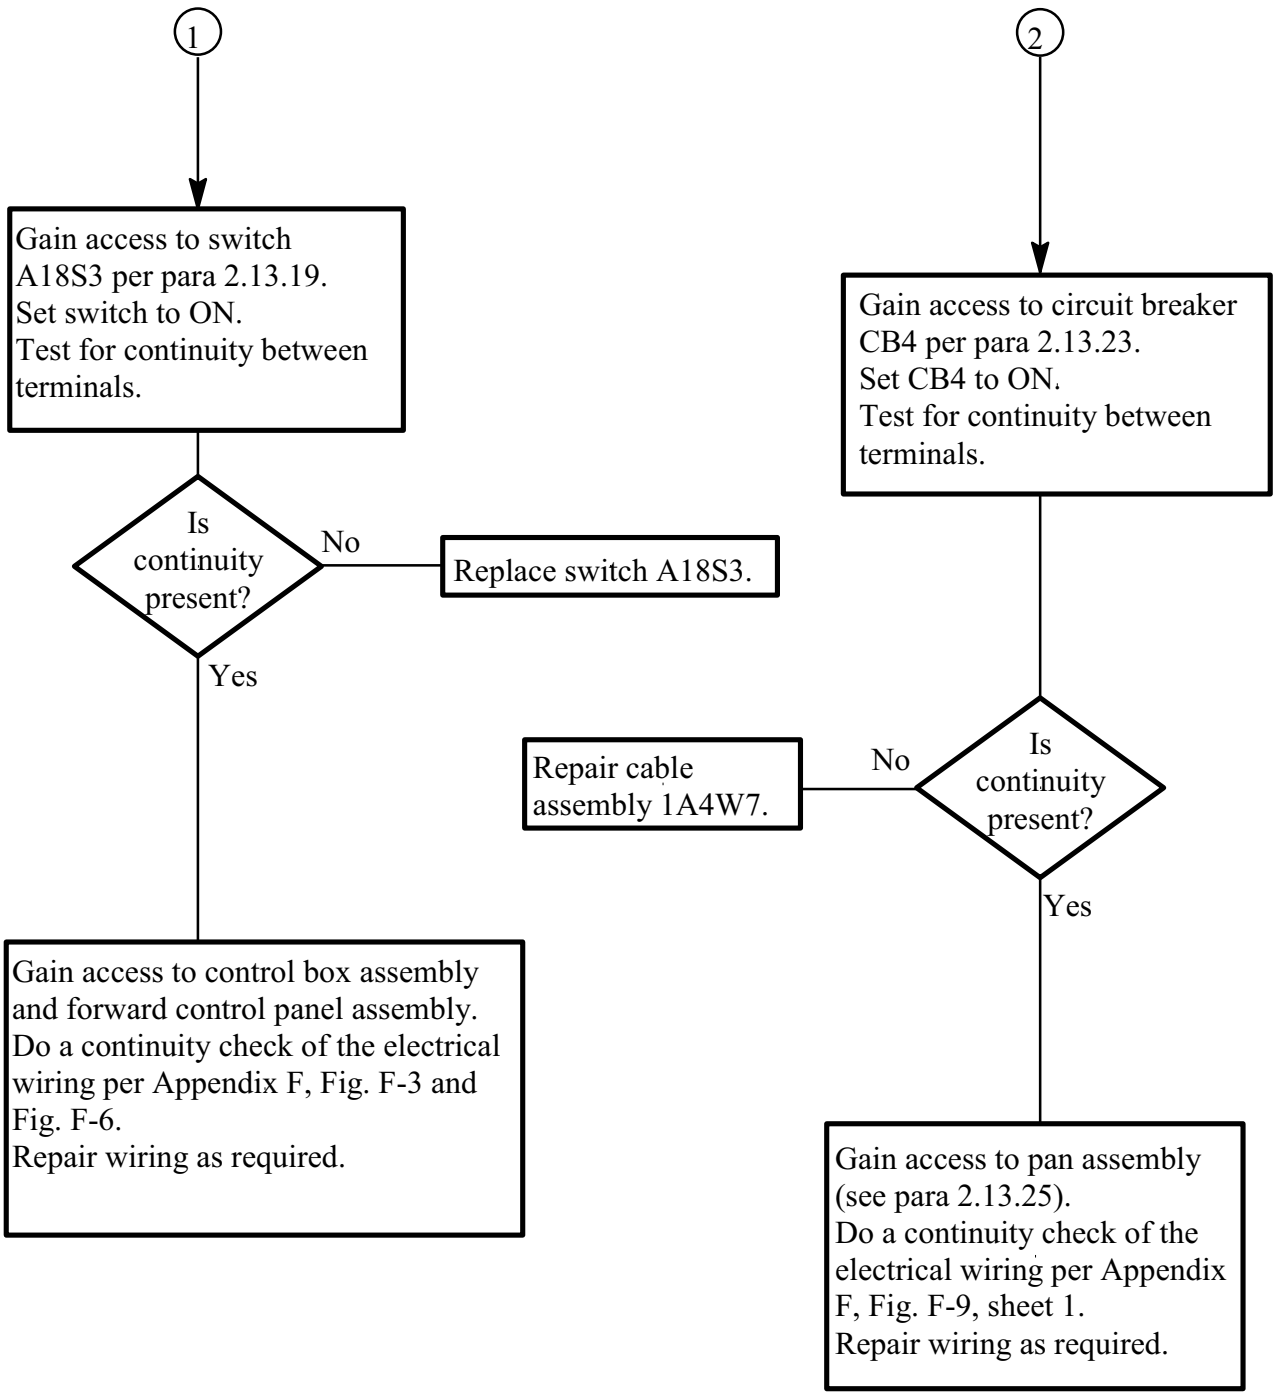 1
Gain access to switch
A18S3 per para 2.13.19.
Set switch to ON.
Test for continuity between
terminals.
Is
continuity
present?
No
Replace switch A18S3.
Yes
Gain access to control box assembly
and forward control panel assembly.
Do a continuity check of the electrical
wiring per Appendix F, Fig. F-3 and
Fig. F-6.
Repair wiring as required.
2
Gain access to circuit breaker
CB4 per para 2.13.23.
Set CB4 to ON.
Test for continuity between
terminals.
Is
continuity
present?
No
Repair cable
assembly 1A4W7.
Yes
Gain access to pan assembly
(see para 2.13.25).
Do a continuity check of the
electrical wiring per Appendix
F, Fig. F-9, sheet 1.
Repair wiring as required.